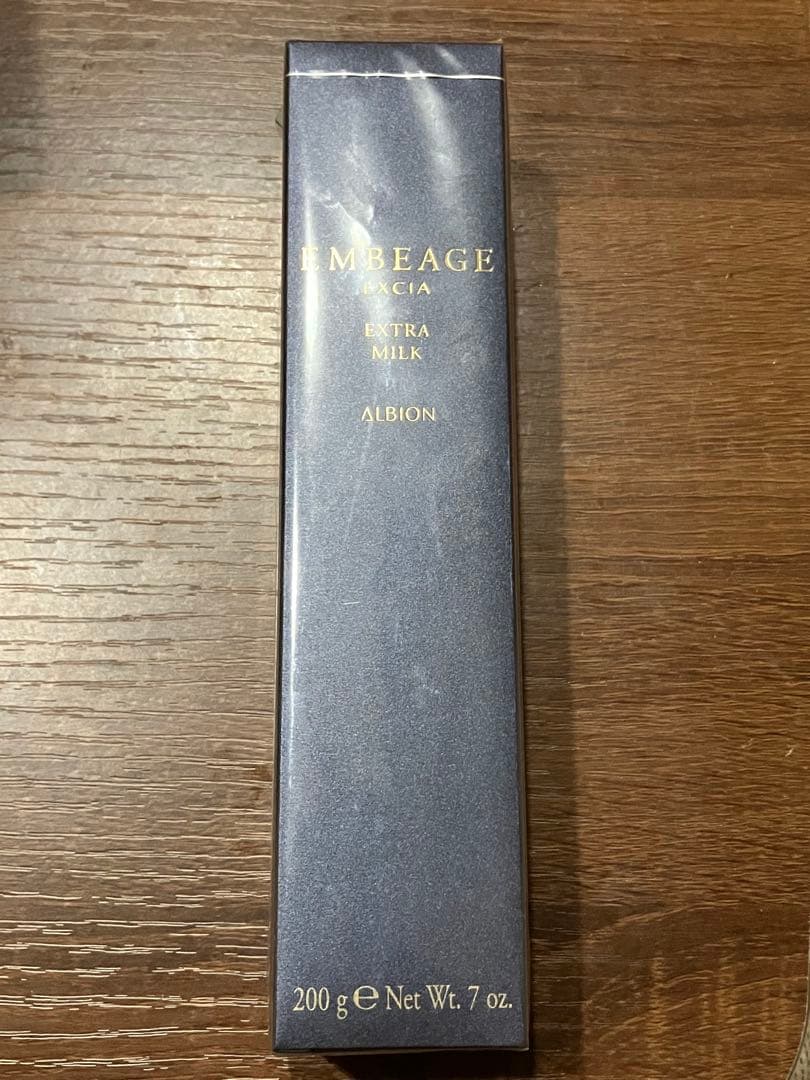 EMBEAGE
EXCIA
EXTRA
MILK
ALBION
200 g ℮ Net Wt. 7 oz.